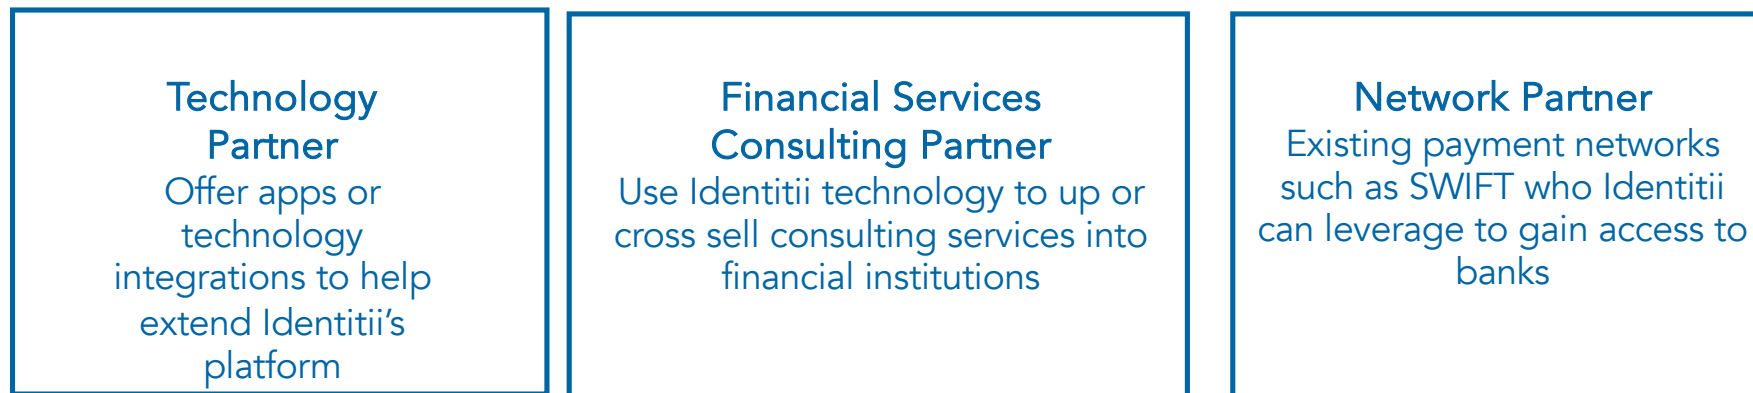 Technology
Partner
Offer apps or
technology
integrations to help
extend Identitii’s
platform
Financial Services
Consulting Partner
Use Identitii technology to up or
cross sell consulting services into
financial institutions
Network Partner
Existing payment networks
such as SWIFT who Identitii
can leverage to gain access to
banks